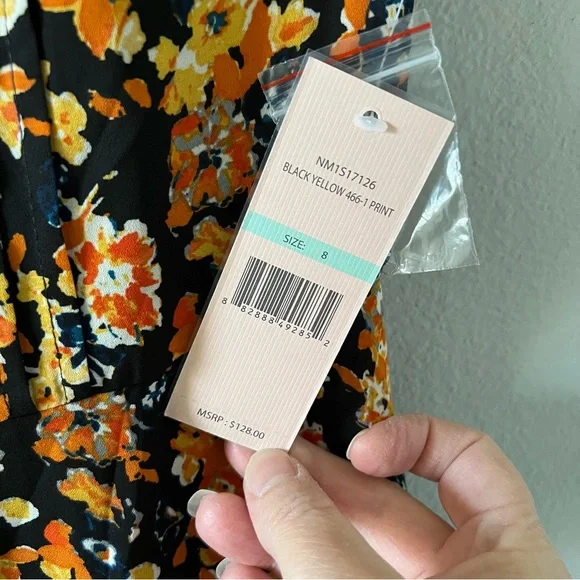 NM1S17126
BLACK YELLOW 466-1 PRINT
SIZE: 8
8 82888 49285 2
MSRP : $128.00